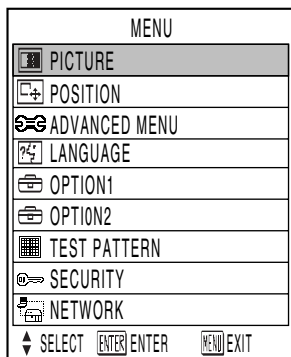 MENU
PICTURE
POSITION
ADVANCED MENU
LANGUAGE
OPTION1
OPTION2
TEST PATTERN
SECURITY
NETWORK
SELECT ENTER ENTER MENU EXIT